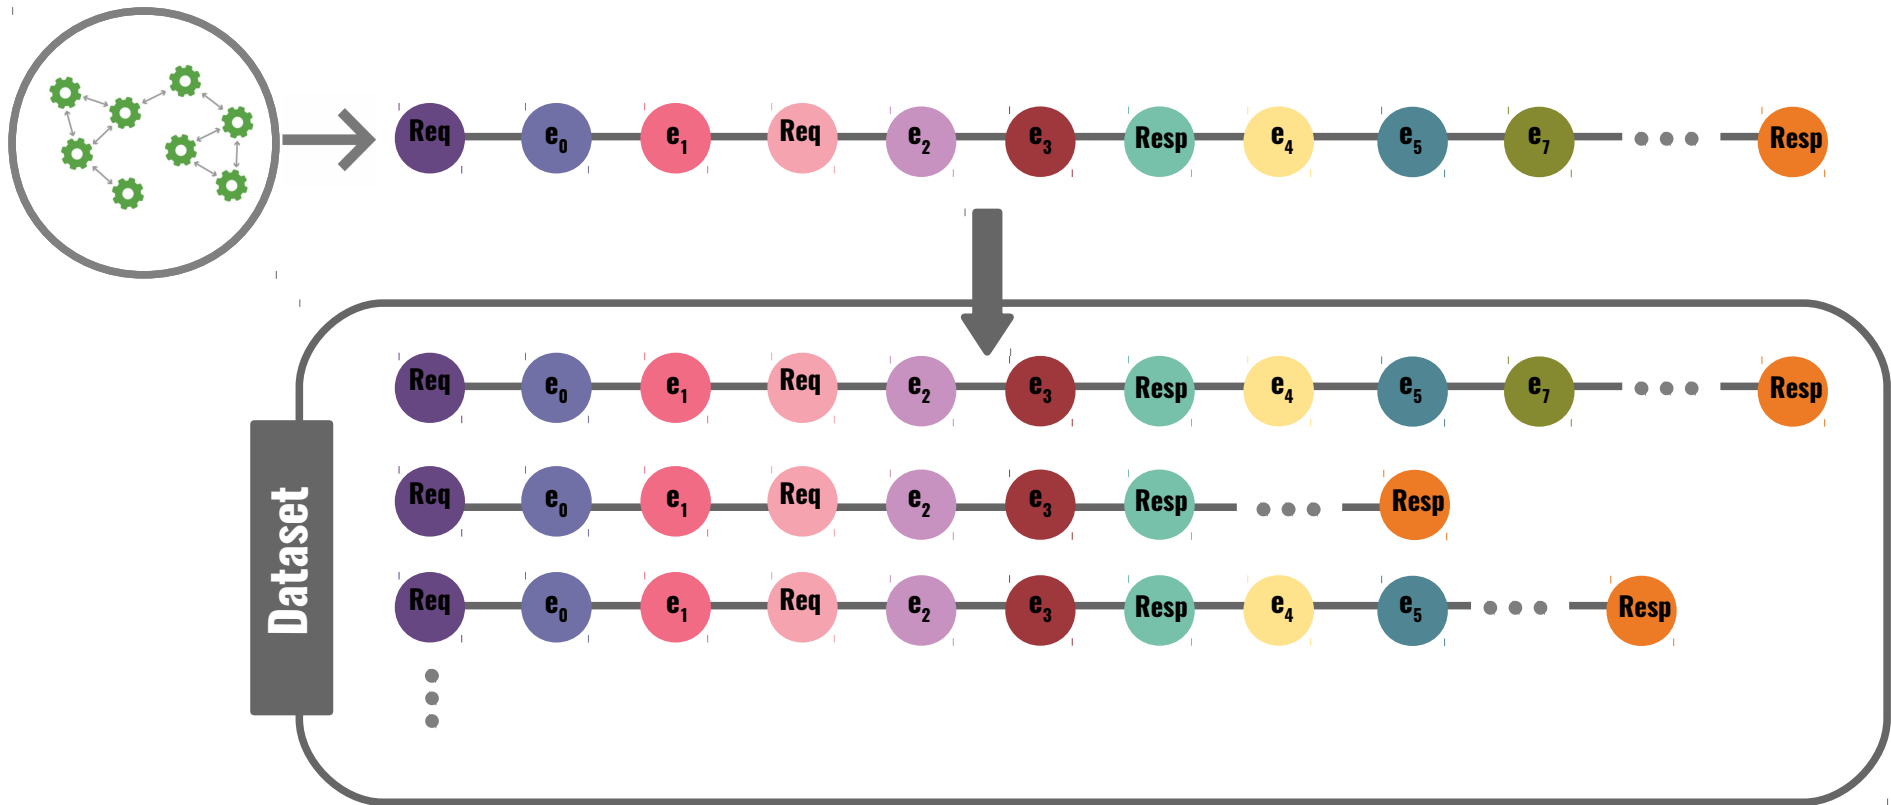 Req e₀ e₁ Req e₂ e₃ Resp e₄ e₅ e₇ Resp
Req e₀ e₁ Req e₂ e₃ Resp e₄ e₅ e₇ Resp
Req e₀ e₁ Req e₂ e₃ Resp Resp
Req e₀ e₁ Req e₂ e₃ Resp e₄ e₅ Resp
Dataset